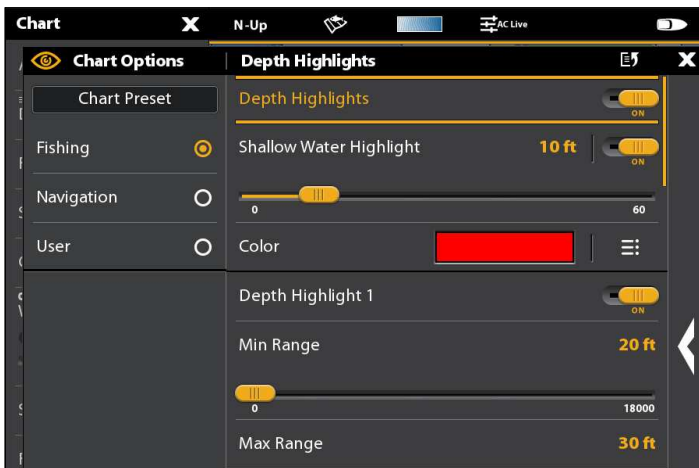 Chart X N-Up AC Live
Chart Options Depth Highlights X
Chart Preset
Fishing
Navigation
User
Depth Highlights ON
Shallow Water Highlight 10 ft ON
0 60
Color
Depth Highlight 1 ON
Min Range 20 ft
0 18000
Max Range 30 ft